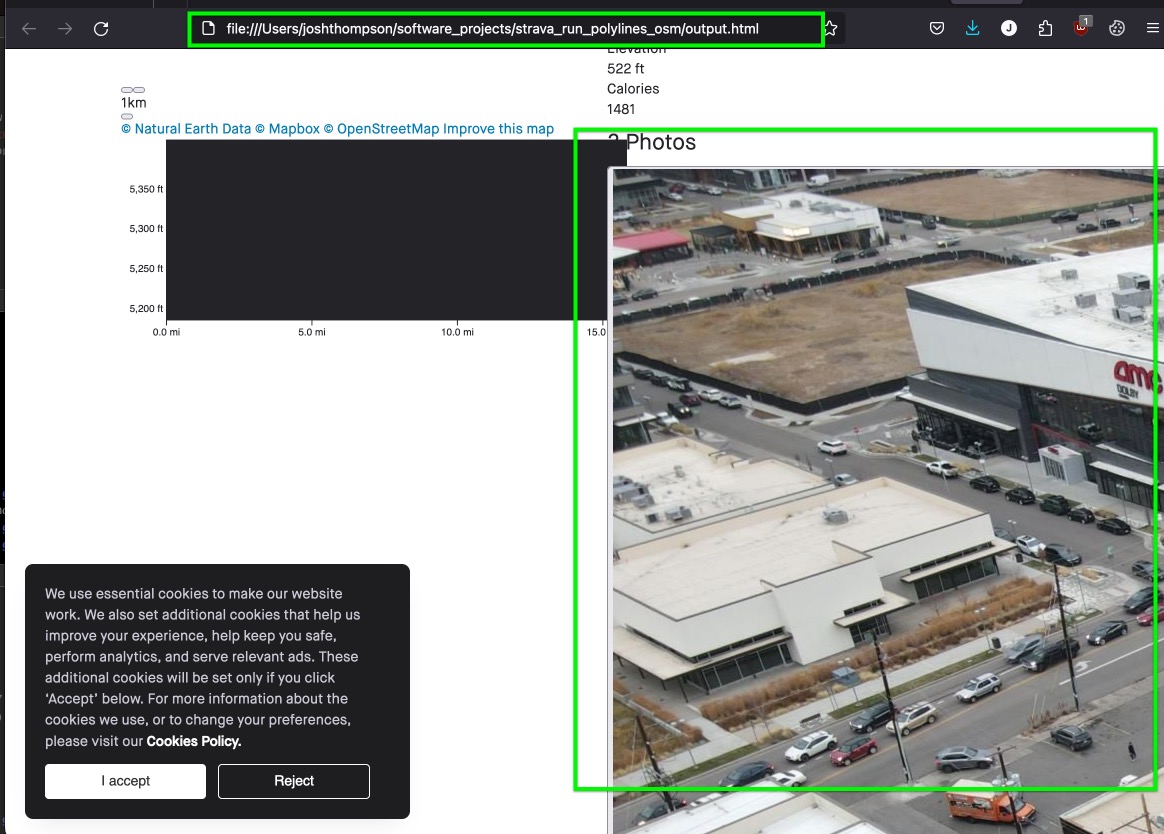 file:///Users/joshthompson/software_projects/strava_run_polylines_osm/output.html
J
1
Elevation
522 ft
Calories
1481
1km
© Natural Earth Data © Mapbox © OpenStreetMap Improve this map
Photos
5,350 ft
5,300 ft
5,250 ft
5,200 ft
0.0 mi
5.0 mi
10.0 mi
15.0
amc
DOLBY
We use essential cookies to make our website
work. We also set additional cookies that help us
improve your experience, help keep you safe,
perform analytics, and serve relevant ads. These
additional cookies will be set only if you click
‘Accept’ below. For more information about the
cookies we use, or to change your preferences,
please visit our Cookies Policy.
I accept
Reject